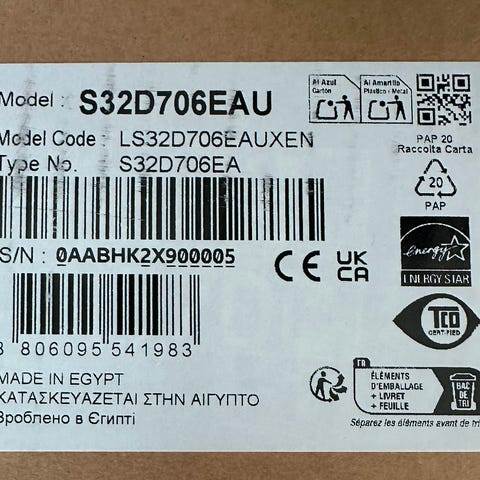 Model : S32D706EAU
Model Code : LS32D706EAUXEN
Type No. S32D706EA
S/N : 0AABHK2X900005
8 806095 541983
MADE IN EGYPT
ΚΑΤΑΣΚΕΥΑΖΕΤΑΙ ΣΤΗΝ ΑΙΓΥΠΤΟ
Зроблено в Єгипті
Al Azul
Cartón
Al Amarillo
Plástico - Metal
PAP 20
Raccolta Carta
20
PAP
CE
UK
CA
energy
ENERGY STAR
TCO
CERTIFIED
FR
ÉLÉMENTS
D'EMBALLAGE
+ LIVRET
+ FEUILLE
BAC
DE
TRI
Séparez les éléments avant de